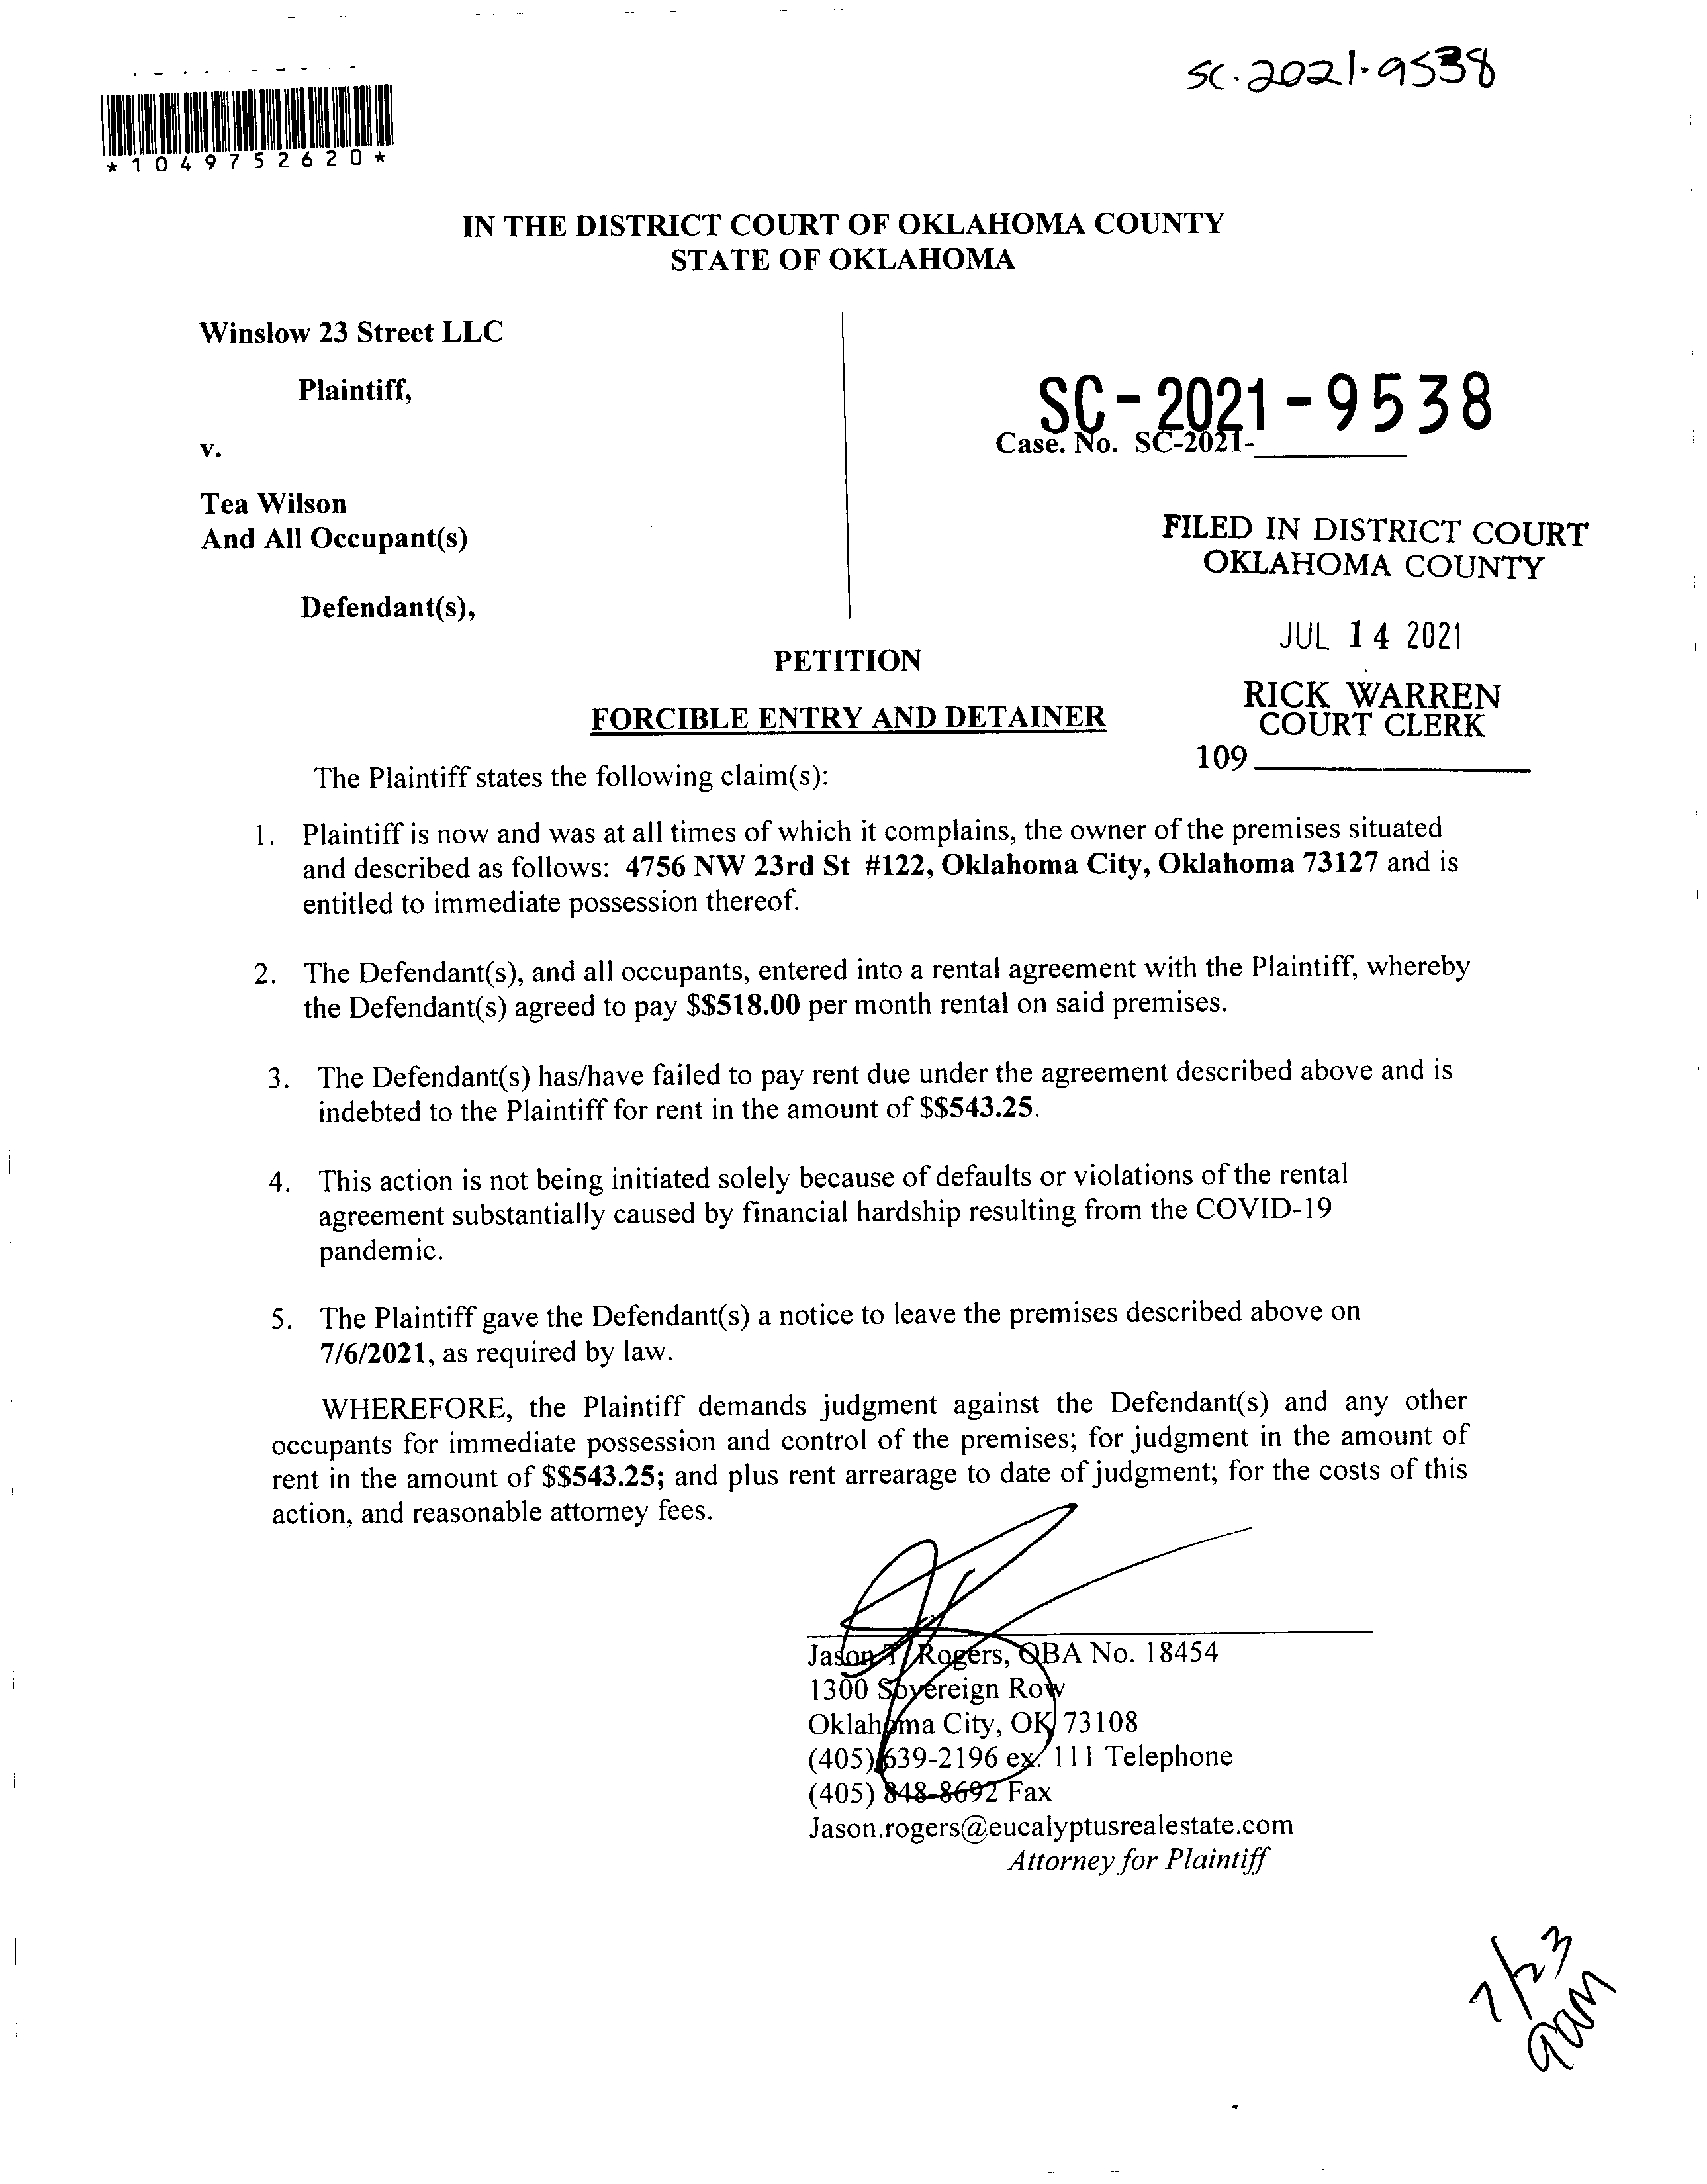 SC-2021-9538
*1049752620*
IN THE DISTRICT COURT OF OKLAHOMA COUNTY
STATE OF OKLAHOMA
Winslow 23 Street LLC
Plaintiff,
v.
Tea Wilson
And All Occupant(s)
Defendant(s),
SC-2021-9538
Case. No. SC-2021-
FILED IN DISTRICT COURT
OKLAHOMA COUNTY
JUL 14 2021
RICK WARREN
COURT CLERK
109
PETITION
FORCIBLE ENTRY AND DETAINER
The Plaintiff states the following claim(s):
1. Plaintiff is now and was at all times of which it complains, the owner of the premises situated
and described as follows: 4756 NW 23rd St #122, Oklahoma City, Oklahoma 73127 and is
entitled to immediate possession thereof.
2. The Defendant(s), and all occupants, entered into a rental agreement with the Plaintiff, whereby
the Defendant(s) agreed to pay $$518.00 per month rental on said premises.
3. The Defendant(s) has/have failed to pay rent due under the agreement described above and is
indebted to the Plaintiff for rent in the amount of $$543.25.
4. This action is not being initiated solely because of defaults or violations of the rental
agreement substantially caused by financial hardship resulting from the COVID-19
pandemic.
5. The Plaintiff gave the Defendant(s) a notice to leave the premises described above on
7/6/2021, as required by law.
WHEREFORE, the Plaintiff demands judgment against the Defendant(s) and any other
occupants for immediate possession and control of the premises; for judgment in the amount of
rent in the amount of $$543.25; and plus rent arrearage to date of judgment; for the costs of this
action, and reasonable attorney fees.
Jason T. Rogers, OBA No. 18454
1300 Sovereign Row
Oklahoma City, OK 73108
(405) 639-2196 ex. 111 Telephone
(405) 848-8692 Fax
Jason.rogers@eucalyptusrealestate.com
Attorney for Plaintiff
7/23
9am